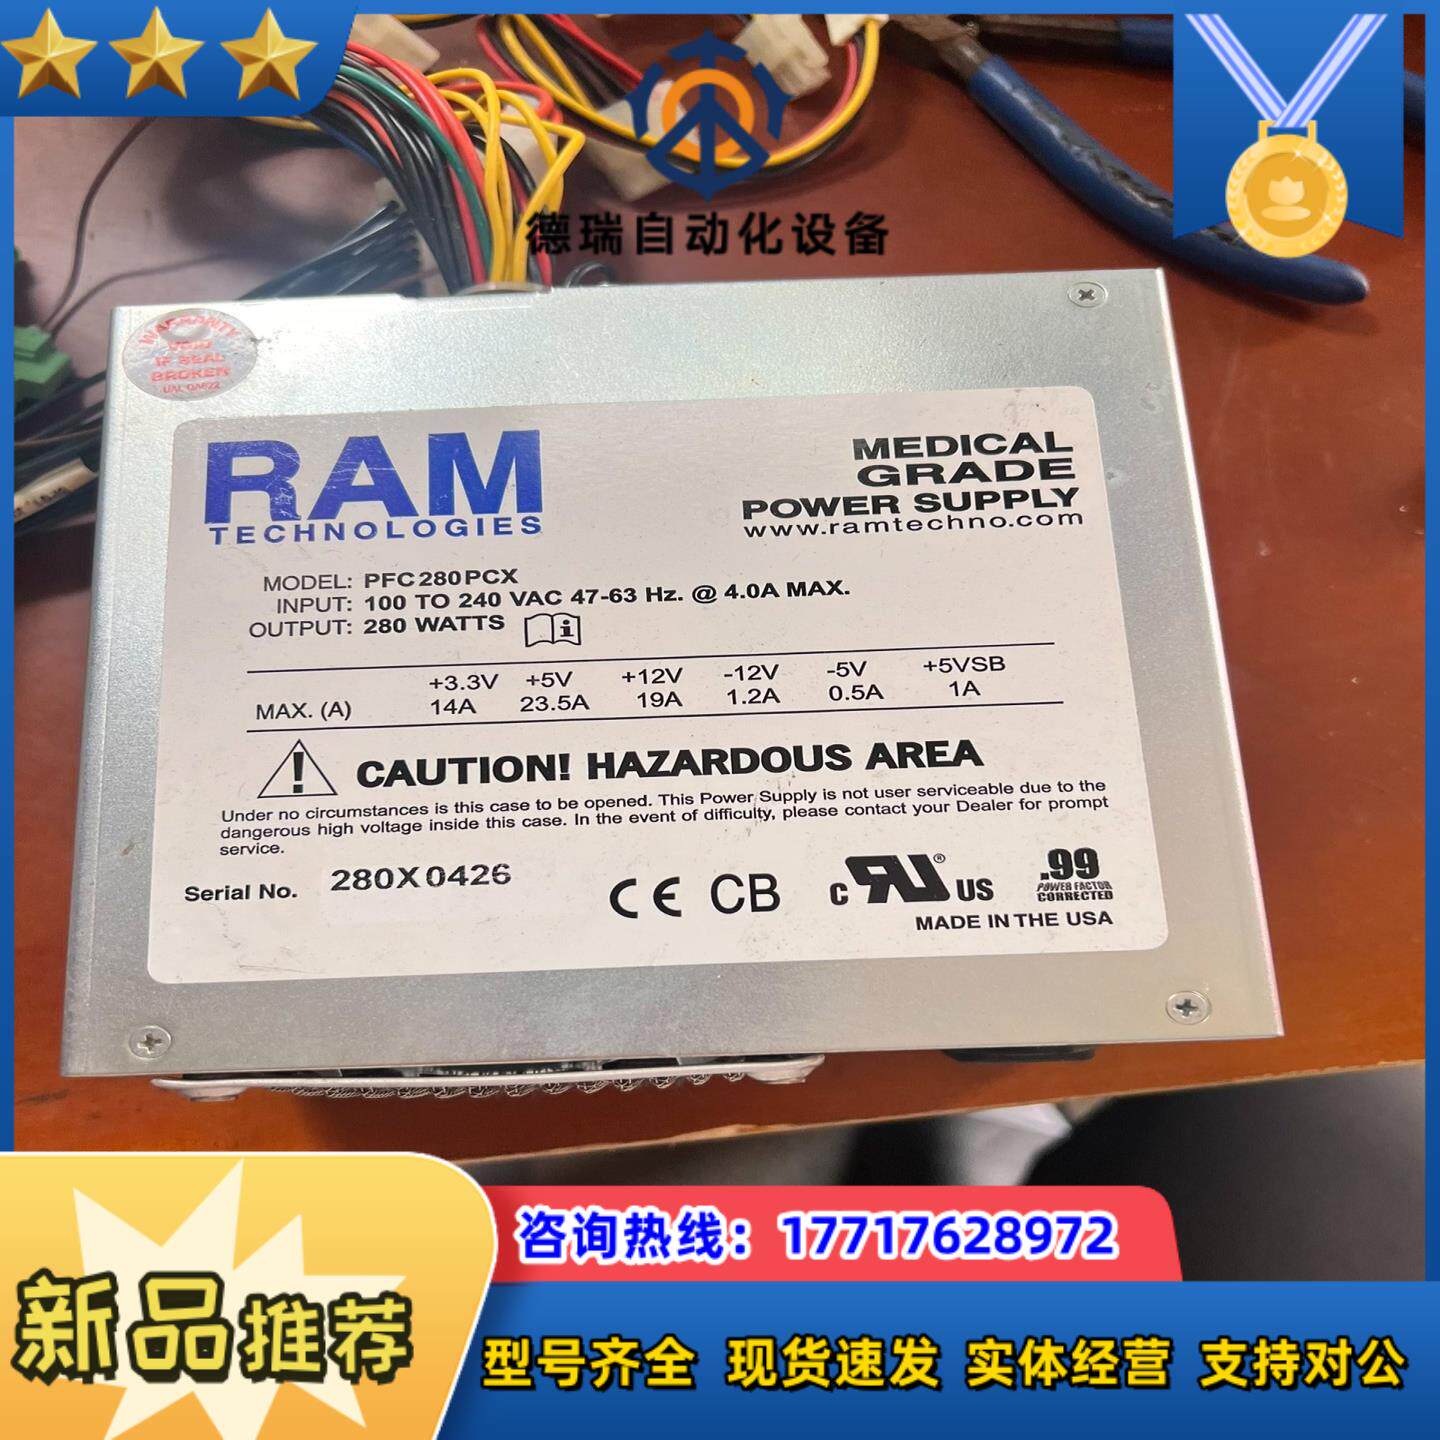 德瑞自动化设备
WARRANTY
VOID
IF SEAL
BROKEN
RAM
TECHNOLOGIES
MEDICAL
GRADE
POWER SUPPLY
www.ramtechno.com
MODEL: PFC280PCX
INPUT: 100 TO 240 VAC 47-63 Hz. @ 4.0A MAX.
OUTPUT: 280 WATTS
+3.3V +5V +12V -12V -5V +5VSB
MAX. (A) 14A 23.5A 19A 1.2A 0.5A 1A
CAUTION! HAZARDOUS AREA
Under no circumstances is this case to be opened. This Power Supply is not user serviceable due to the
dangerous high voltage inside this case. In the event of difficulty, please contact your Dealer for prompt
service.
Serial No. 280X0426
CE CB c RU ® US .99
POWER FACTOR
CORRECTED
MADE IN THE USA
咨询热线：17717628972
新品推荐
型号齐全 现货速发 实体经营 支持对公